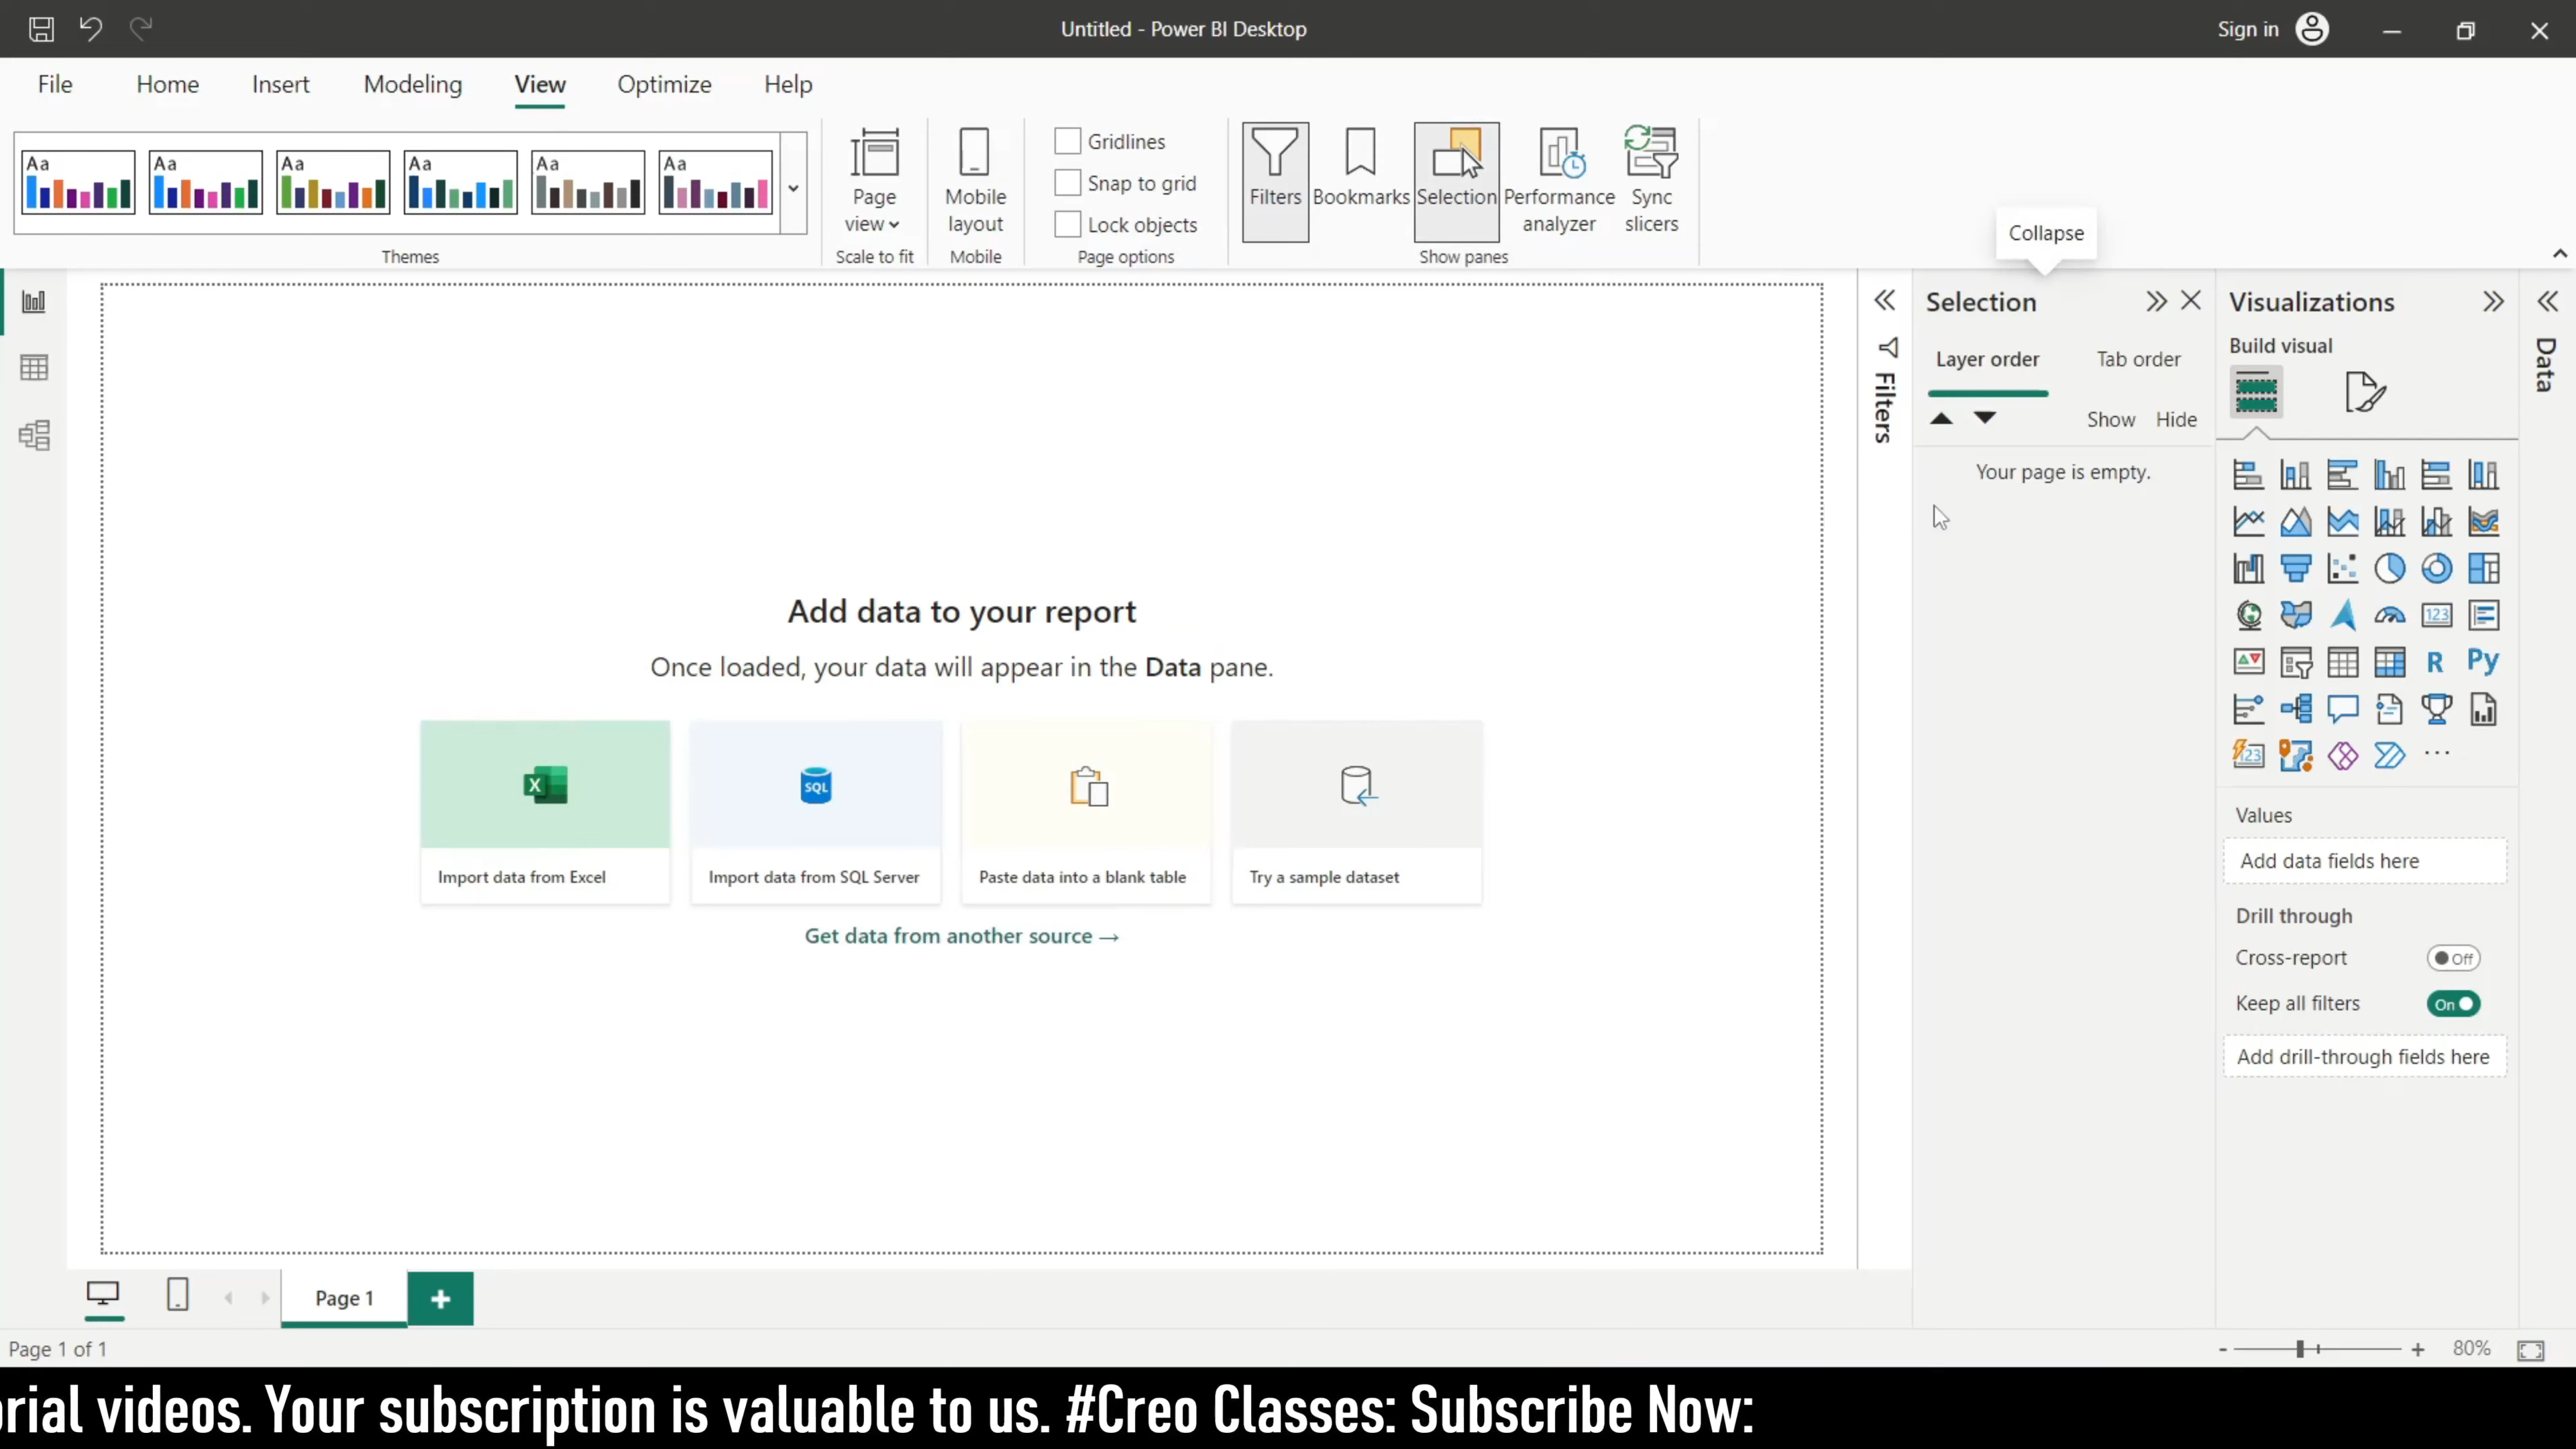 Untitled - Power BI Desktop
Sign in
File
Home
Insert
Modeling
View
Optimize
Help
Aa
Aa
Aa
Aa
Aa
Aa
Themes
Page
view
Scale to fit
Mobile
layout
Mobile
Gridlines
Snap to grid
Lock objects
Page options
Filters
Bookmarks
Selection
Performance
analyzer
Sync
slicers
Show panes
Collapse
Add data to your report
Once loaded, your data will appear in the Data pane.
X
SQL
Import data from Excel
Import data from SQL Server
Paste data into a blank table
Try a sample dataset
Get data from another source →
Filters
Selection
Layer order
Tab order
Show
Hide
Your page is empty.
Visualizations
Build visual
123
R
Py
123
Values
Add data fields here
Drill through
Cross-report
Off
Keep all filters
On
Add drill-through fields here
Data
Page 1
Page 1 of 1
- + 80%
orial videos. Your subscription is valuable to us. #Creo Classes: Subscribe Now: